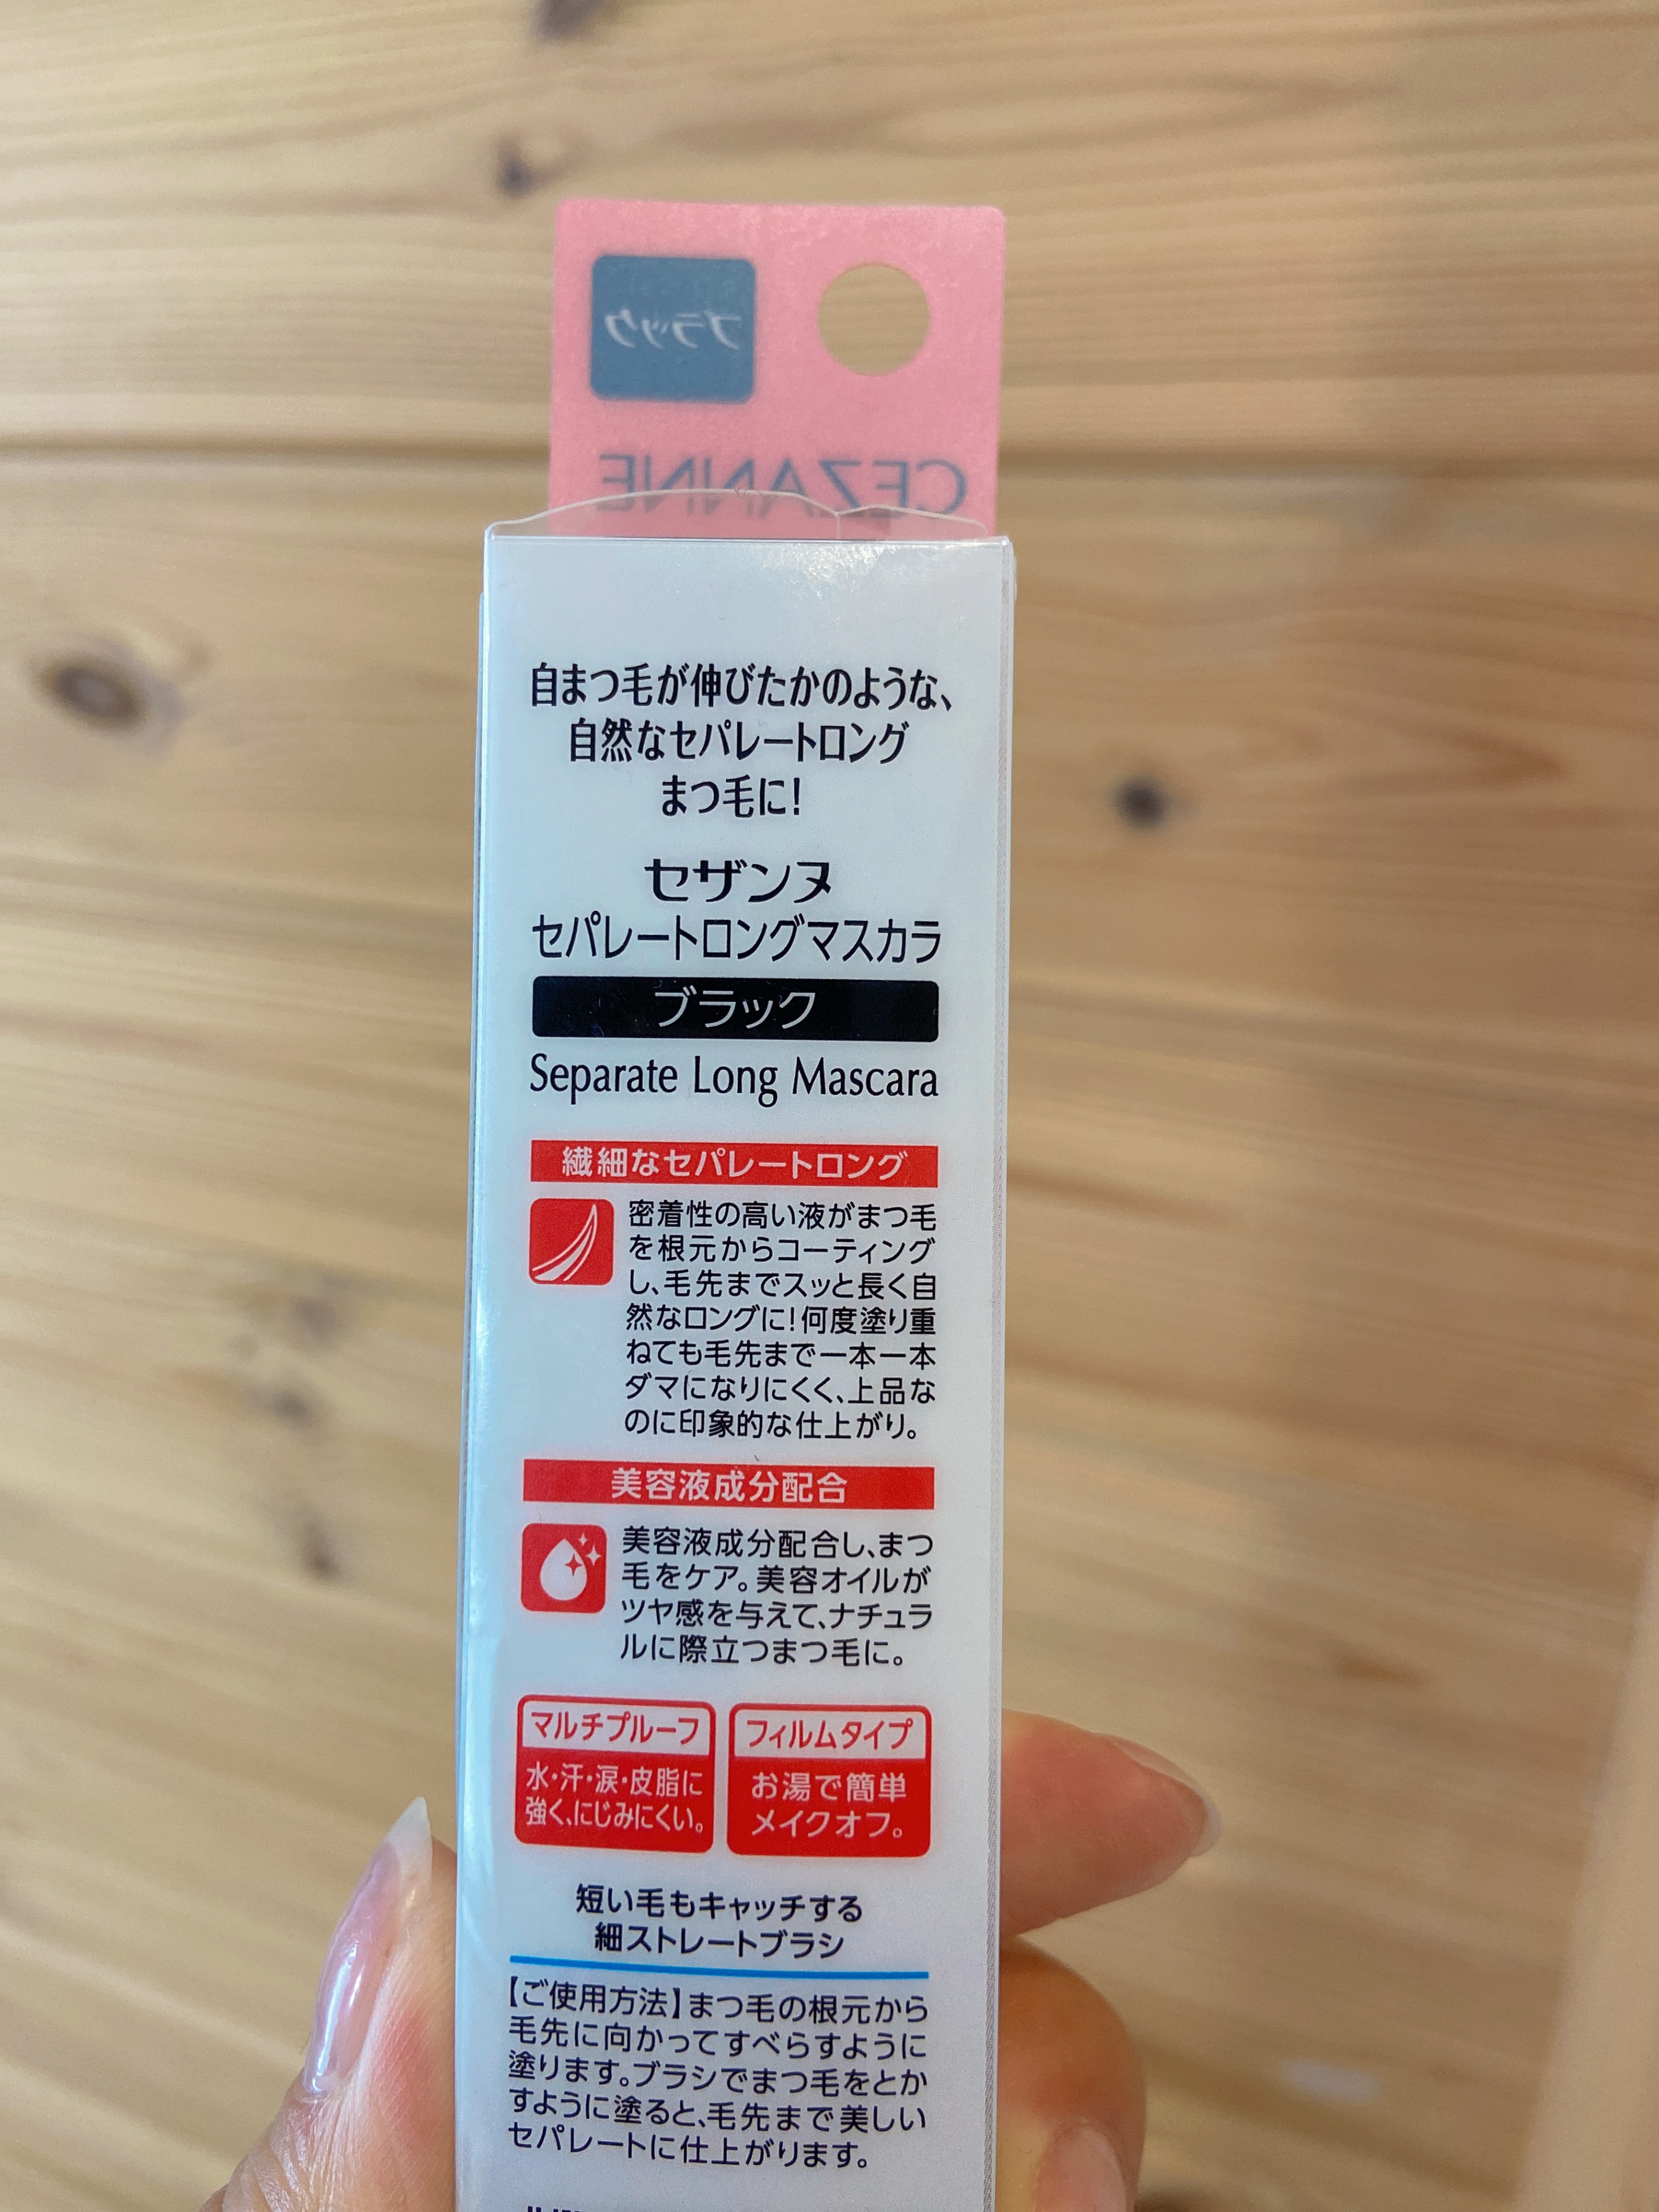 ブラック
CEZANNE
自まつ毛が伸びたかのような、
自然なセパレートロング
まつ毛に!
セザンヌ
セパレートロングマスカラ
ブラック
Separate Long Mascara
繊細なセパレートロング
密着性の高い液がまつ毛
を根元からコーティング
し、毛先までスッと長く自
然なロングに!何度塗り重
ねても毛先まで一本一本
ダマになりにくく、上品な
のに印象的な仕上がり。
美容液成分配合
美容液成分配合し、まつ
毛をケア。美容オイルが
ツヤ感を与えて、ナチュラ
ルに際立つまつ毛に。
マルチプルーフ
水・汗・涙・皮脂に
強く、にじみにくい。
フィルムタイプ
お湯で簡単
メイクオフ。
短い毛もキャッチする
細ストレートブラシ
【ご使用方法】まつ毛の根元から
毛先に向かってすべらすように
塗ります。ブラシでまつ毛をとか
すように塗ると、毛先まで美しい
セパレートに仕上がります。